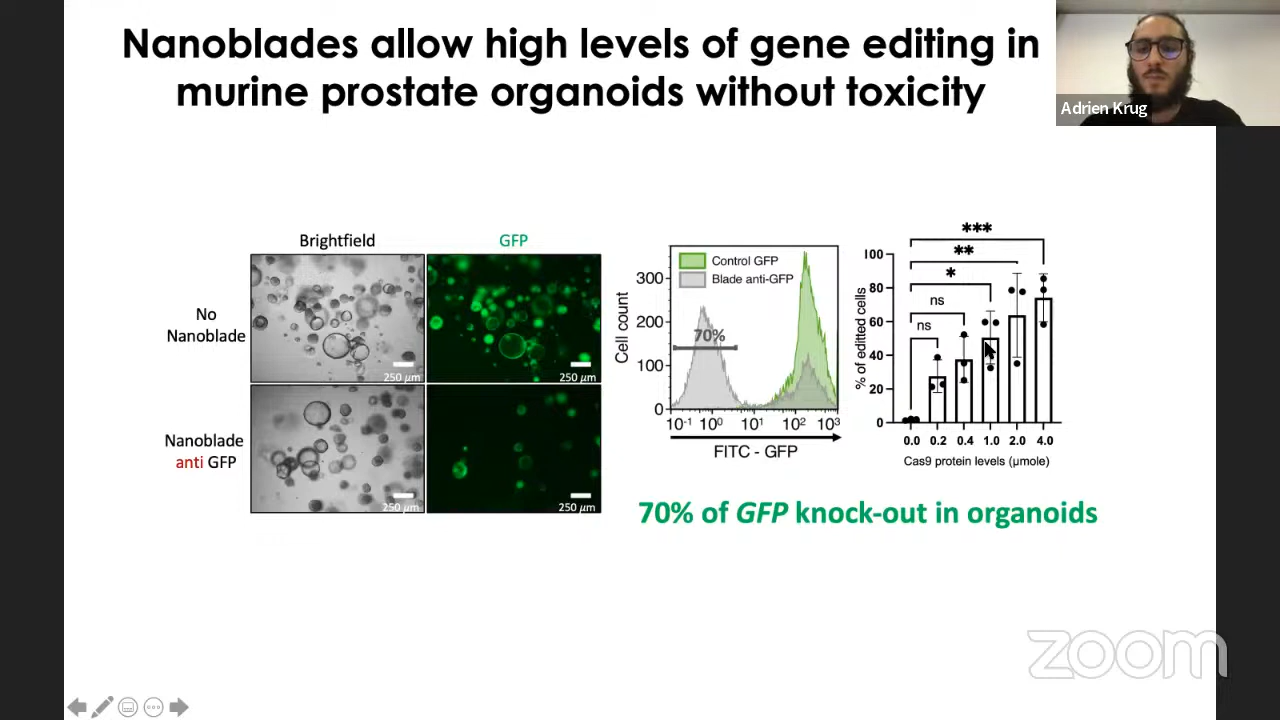 Nanoblades allow high levels of gene editing in
murine prostate organoids without toxicity
Adrien Krug
Brightfield
GFP
No
Nanoblade
250 µm
250 µm
Nanoblade
anti GFP
250 µm
250 µm
Cell count
300
200
100
0
Control GFP
Blade anti-GFP
70%
10-1 100 101 102 103
FITC - GFP
% of editted cells
100
80
60
40
20
0
***
**
*
ns
ns
0.0 0.2 0.4 1.0 2.0 4.0
Cas9 protein levels (µmole)
70% of GFP knock-out in organoids
zoom